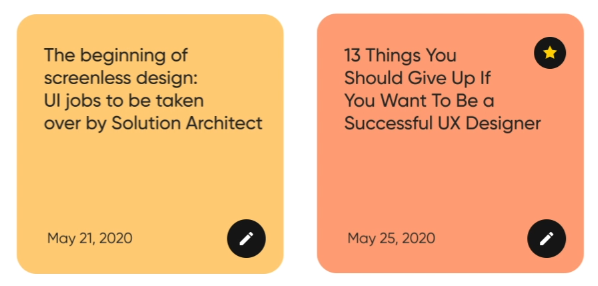 The beginning of
screenless design:
UI jobs to be taken
over by Solution Architect
May 21, 2020
13 Things You
Should Give Up If
You Want To Be a
Successful UX Designer
May 25, 2020